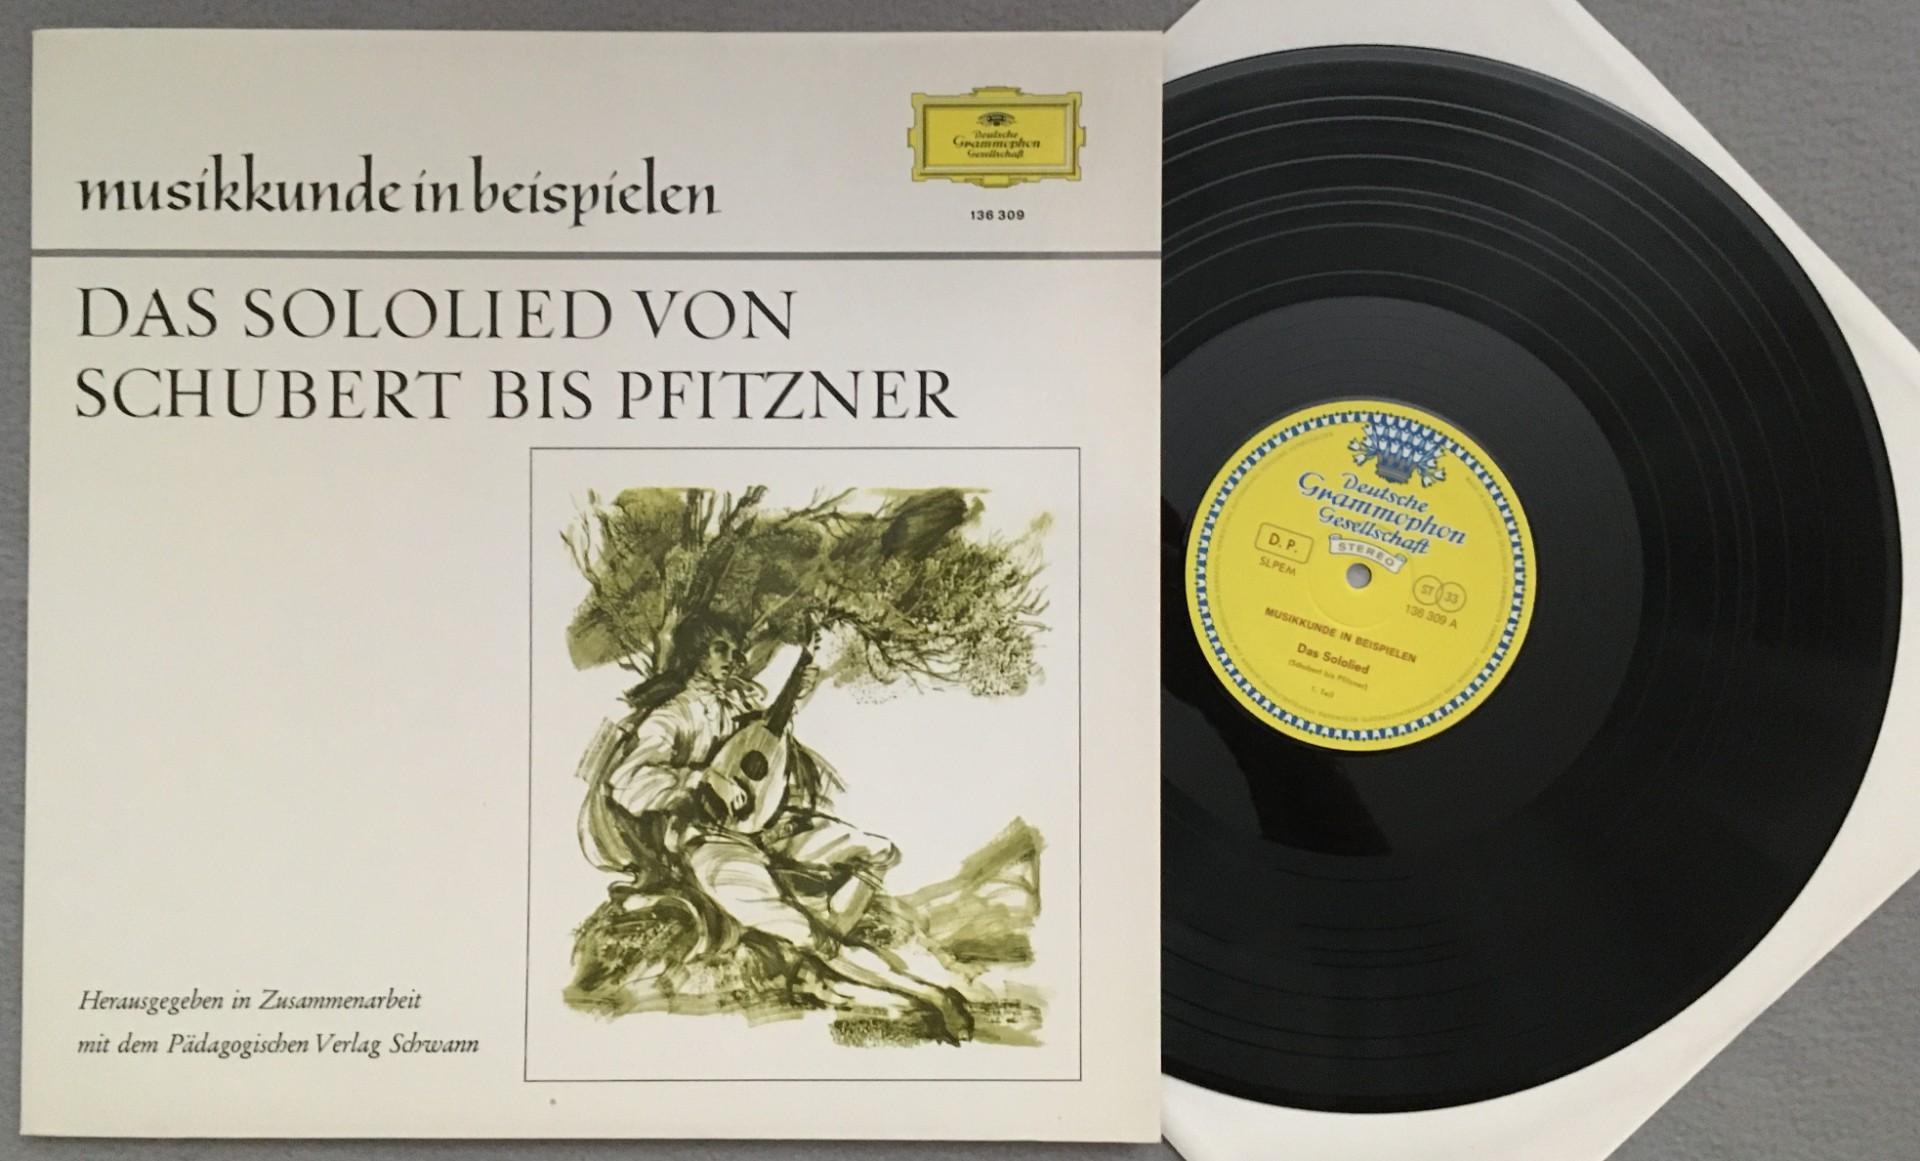 musikkunde in beispielen
Deutsche
Grammophon
Gesellschaft
136 309
DAS SOLOLIED VON
SCHUBERT BIS PFITZNER
Herausgegeben in Zusammenarbeit
mit dem Pädagogischen Verlag Schwann
Deutsche
Grammophon
Gesellschaft
STEREO
D. P.
SLPEM
ST 33
136 309 A
MUSIKKUNDE IN BEISPIELEN
Das Sololied
(Schubert bis Pfitzner)
1. Teil